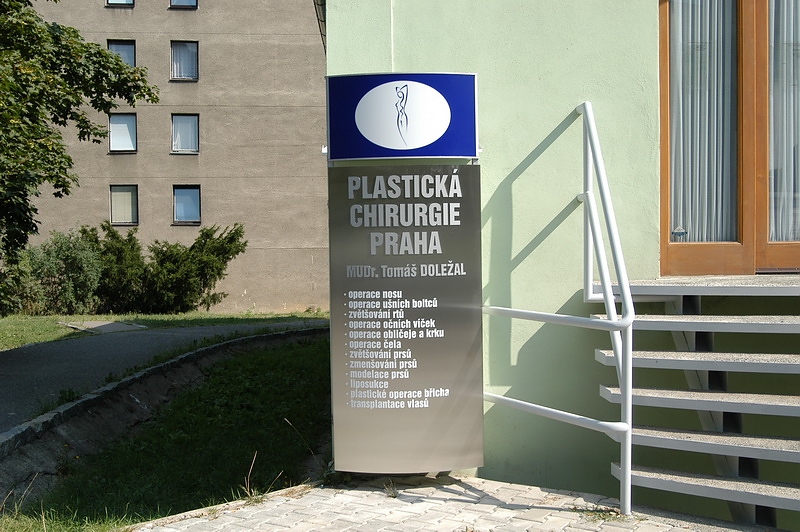 PLASTICKÁ
CHIRURGIE
PRAHA
MUDr. Tomáš DOLEŽAL
· operace nosu
· operace ušních boltců
· zvětšování rtů
· operace očních víček
· operace obličeje a krku
· operace čela
· zvětšování prsů
· zmenšování prsů
· modelace prsů
· liposukce
· plastické operace břicha
· transplantace vlasů